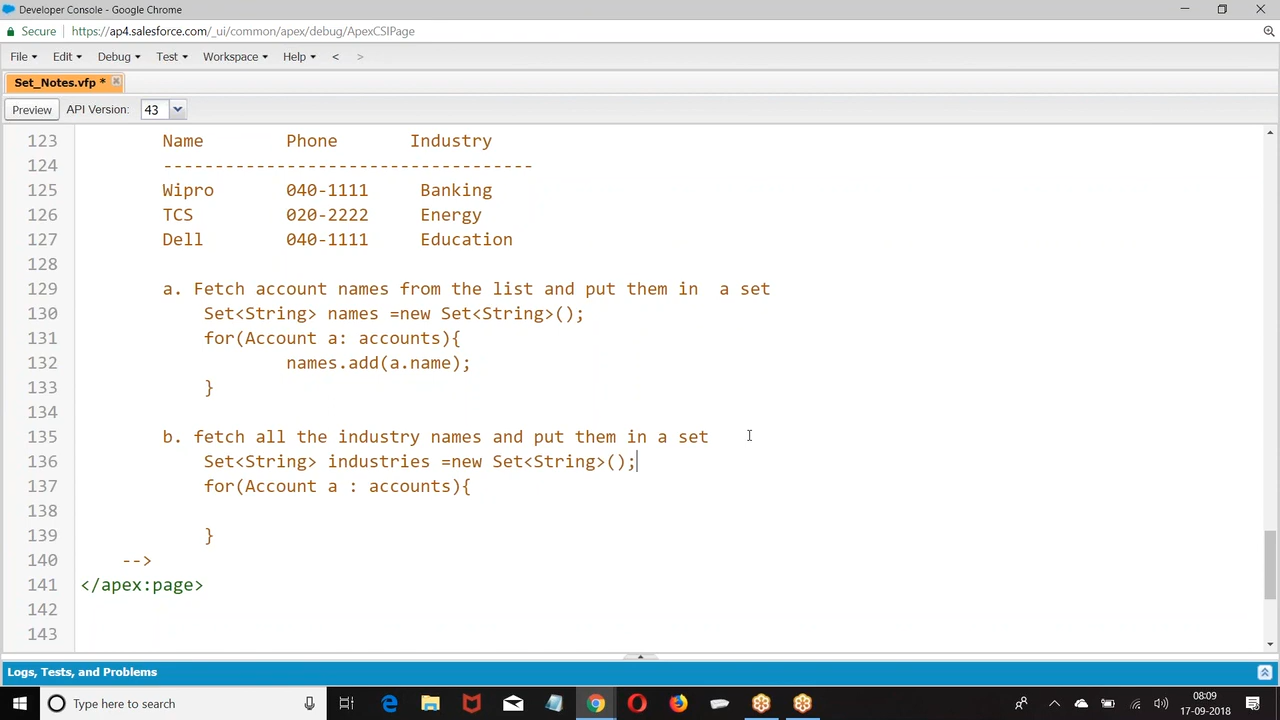 Developer Console - Google Chrome
Secure https://ap4.salesforce.com/_ui/common/apex/debug/ApexCSIPage
File Edit Debug Test Workspace Help < >
Set_Notes.vfp *
Preview API Version: 43
123 Name Phone Industry
124 ------------------------------------
125 Wipro 040-1111 Banking
126 TCS 020-2222 Energy
127 Dell 040-1111 Education
128
129 a. Fetch account names from the list and put them in a set
130 Set<String> names =new Set<String>();
131 for(Account a: accounts){
132 names.add(a.name);
133 }
134
135 b. fetch all the industry names and put them in a set
136 Set<String> industries =new Set<String>();
137 for(Account a : accounts){
138
139 }
140 -->
141 </apex:page>
142
143
Logs, Tests, and Problems
Type here to search
08:09
17-09-2018